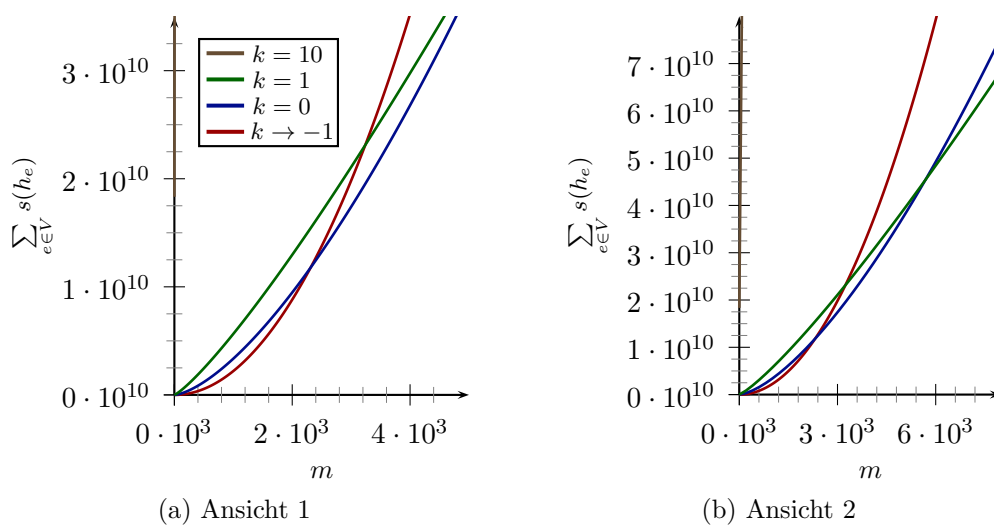 3 · 10^10
2 · 10^10
1 · 10^10
0 · 10^10
∑_{e∈V} s(h_e)
k = 10
k = 1
k = 0
k → −1
0 · 10^3 2 · 10^3 4 · 10^3
m
(a) Ansicht 1
7 · 10^10
6 · 10^10
5 · 10^10
4 · 10^10
3 · 10^10
2 · 10^10
1 · 10^10
0 · 10^10
∑_{e∈V} s(h_e)
0 · 10^3 3 · 10^3 6 · 10^3
m
(b) Ansicht 2